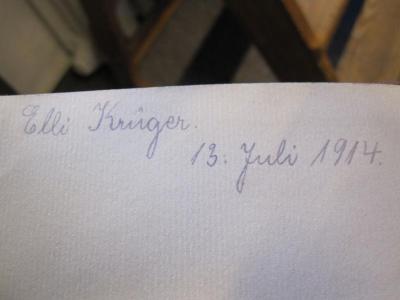 Elli Krüger.
13. Juli 1914.